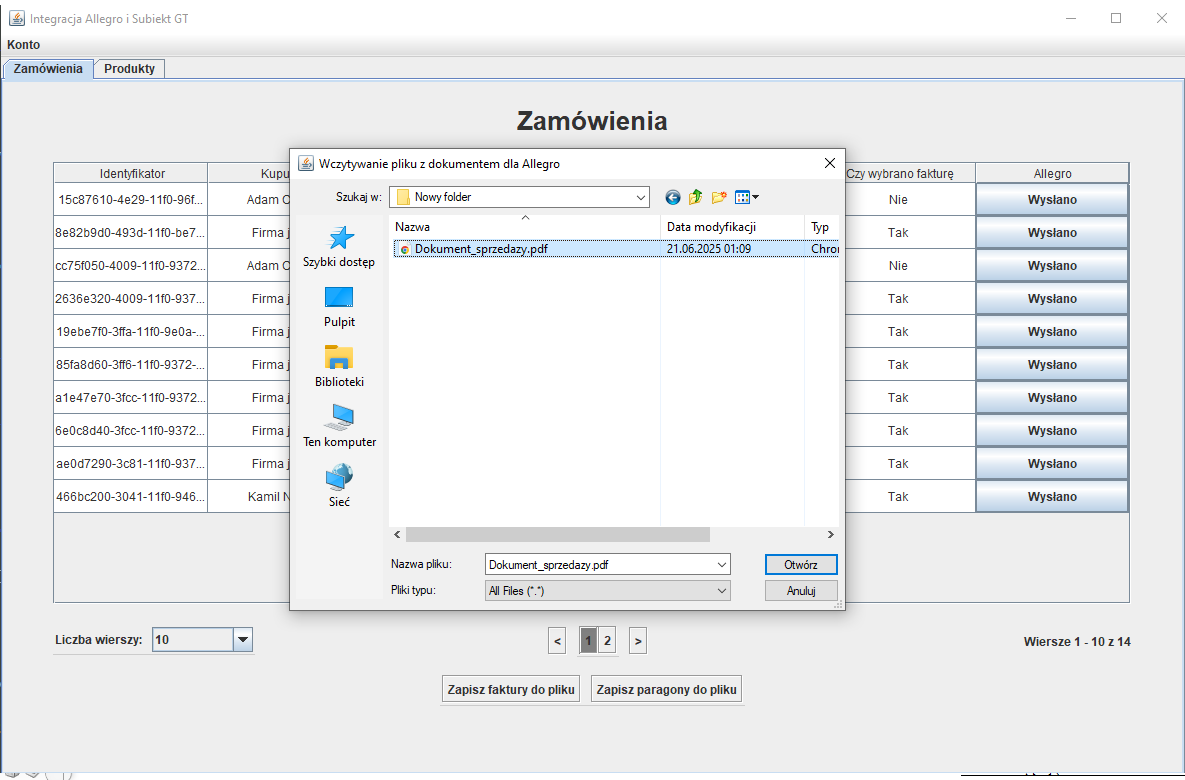 Integracja Allegro i Subiekt GT
Konto
Zamówienia Produkty
Zamówienia
Identyfikator Kupu Czy wybrano fakturę Allegro
15c87610-4e29-11f0-96f... Adam Nie Wysłano
8e82b9d0-493d-11f0-be7... Firma j Tak Wysłano
cc75f050-4009-11f0-9372... Adam Nie Wysłano
2636e320-4009-11f0-937... Firma j Tak Wysłano
19ebe7f0-3ffa-11f0-9e0a-... Firma j Tak Wysłano
85fa8d60-3ff6-11f0-9372-... Firma j Tak Wysłano
a1e47e70-3fcc-11f0-9372... Firma j Tak Wysłano
6e0c8d40-3fcc-11f0-9372... Firma j Tak Wysłano
ae0d7290-3c81-11f0-937... Firma j Tak Wysłano
466bc200-3041-11f0-946... Kamil N Tak Wysłano
Wczytywanie pliku z dokumentem dla Allegro
Szukaj w: Nowy folder
Szybki dostęp
Pulpit
Biblioteki
Ten komputer
Sieć
Nazwa Data modyfikacji Typ
Dokument_sprzedazy.pdf 21.06.2025 01:09 Chro
Nazwa pliku: Dokument_sprzedazy.pdf Otwórz
Pliki typu: All Files (*.*) Anuluj
Liczba wierszy: 10 < 1 2 > Wiersze 1 - 10 z 14
Zapisz faktury do pliku Zapisz paragony do pliku